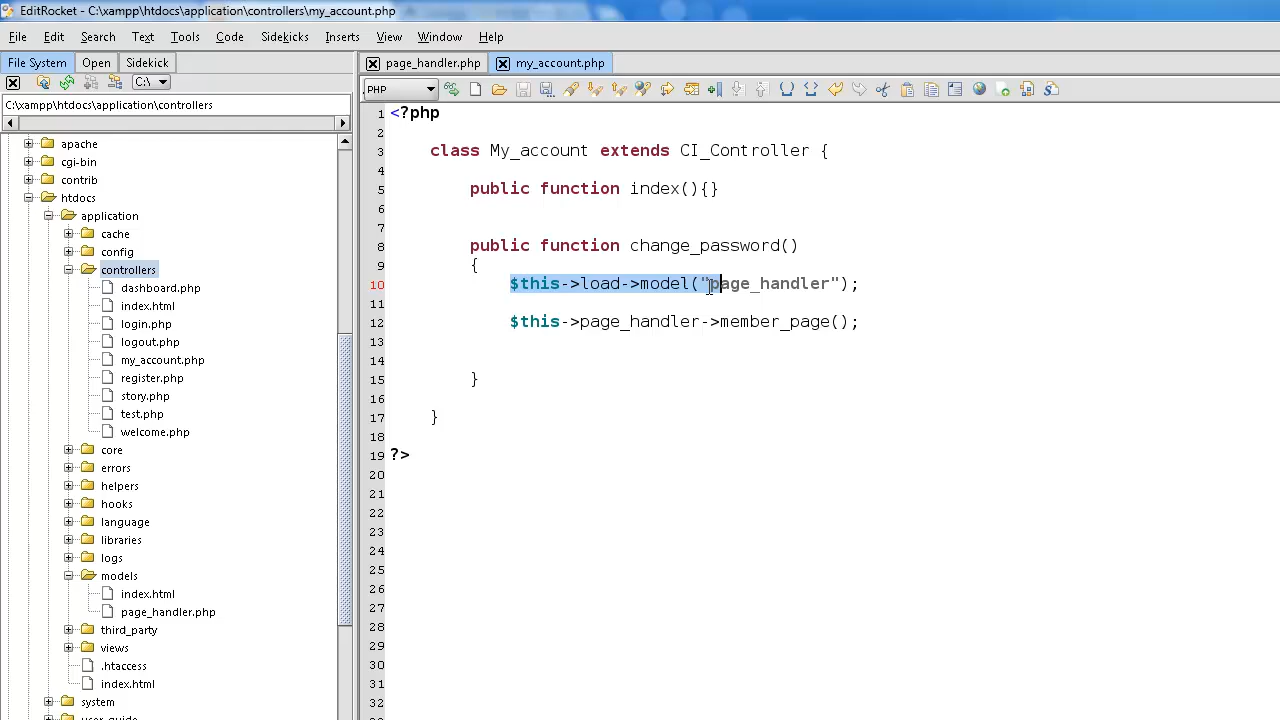 EditRocket - C:\xampp\htdocs\application\controllers\my_account.php
File Edit Search Text Tools Code Sidekicks Inserts View Window Help
File System Open Sidekick
page_handler.php my_account.php
C:\
PHP
C:\xampp\htdocs\application\controllers
apache
cgi-bin
contrib
htdocs
application
cache
config
controllers
dashboard.php
index.html
login.php
logout.php
my_account.php
register.php
story.php
test.php
welcome.php
core
errors
helpers
hooks
language
libraries
logs
models
index.html
page_handler.php
third_party
views
.htaccess
index.html
system
user_guide
1 <?php
2
3 class My_account extends CI_Controller {
4
5 public function index(){}
6
7
8 public function change_password()
9 {
10 $this->load->model("page_handler");
11
12 $this->page_handler->member_page();
13
14
15 }
16
17 }
18
19 ?>
20
21
22
23
24
25
26
27
28
29
30
31
32